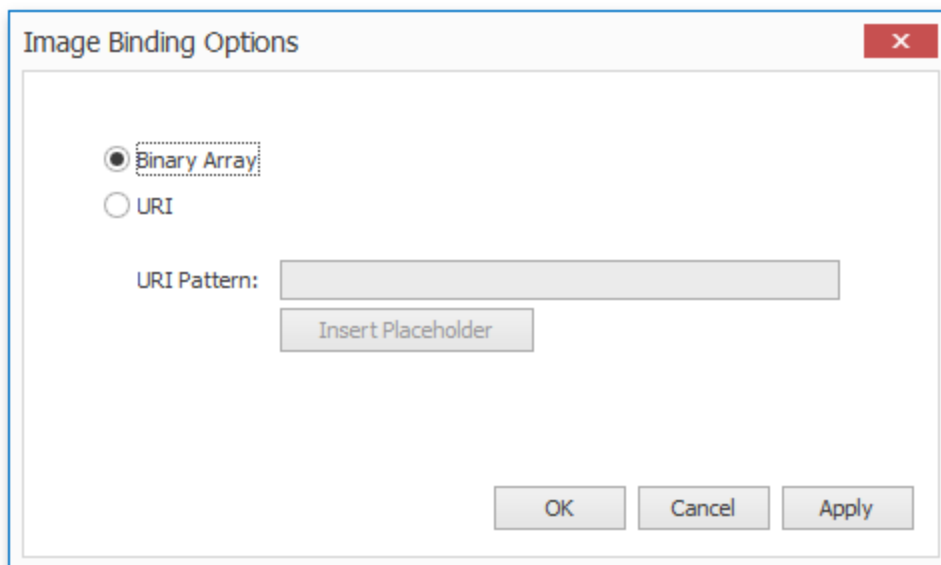 Image Binding Options
Binary Array
URI
URI Pattern:
Insert Placeholder
OK Cancel Apply